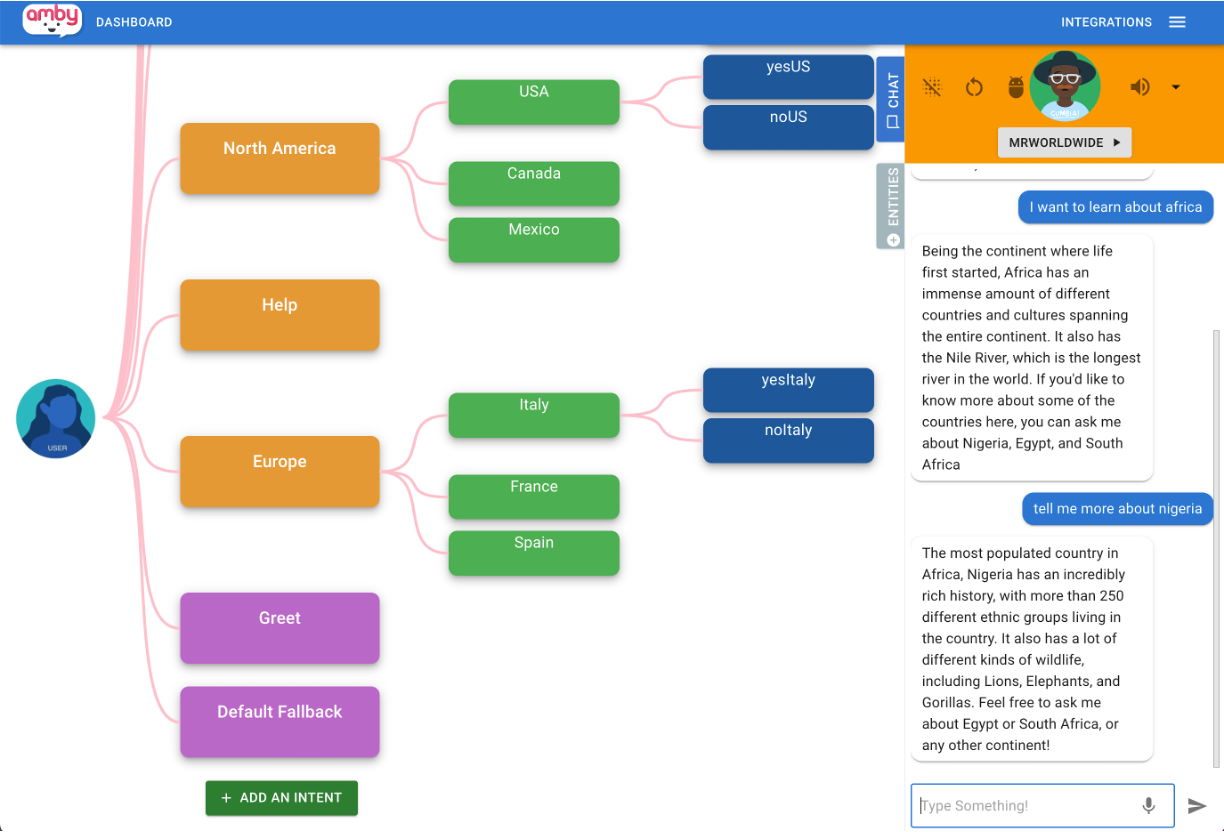 amby
DASHBOARD
INTEGRATIONS
North America
USA
yesUS
noUS
Canada
Mexico
Help
Europe
Italy
yesItaly
noItaly
France
Spain
Greet
Default Fallback
+ ADD AN INTENT
USER
CHAT
ENTITIES
MRWORLDWIDE
I want to learn about africa
Being the continent where life
first started, Africa has an
immense amount of different
countries and cultures spanning
the entire continent. It also has
the Nile River, which is the longest
river in the world. If you'd like to
know more about some of the
countries here, you can ask me
about Nigeria, Egypt, and South
Africa
tell me more about nigeria
The most populated country in
Africa, Nigeria has an incredibly
rich history, with more than 250
different ethnic groups living in
the country. It also has a lot of
different kinds of wildlife,
including Lions, Elephants, and
Gorillas. Feel free to ask me
about Egypt or South Africa, or
any other continent!
Type Something!